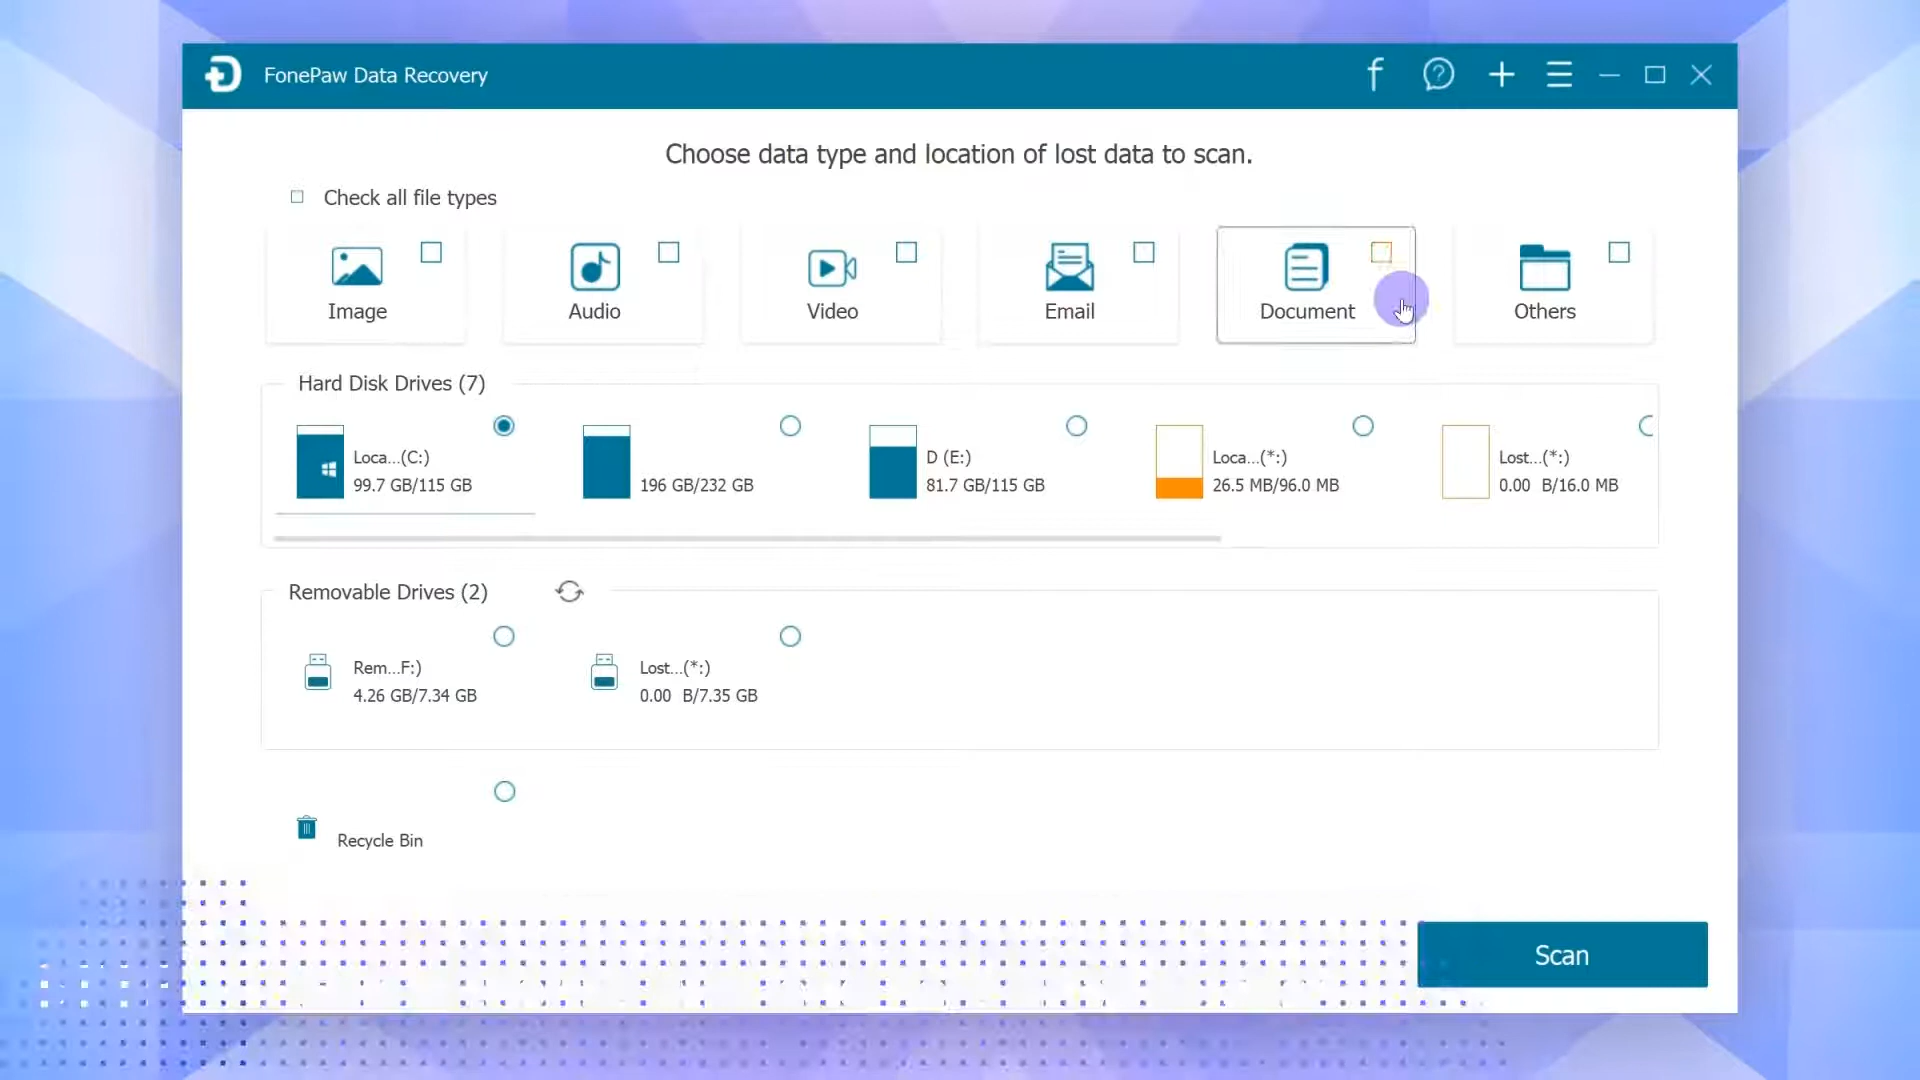 FonePaw Data Recovery
Choose data type and location of lost data to scan.
Check all file types
Image
Audio
Video
Email
Document
Others
Hard Disk Drives (7)
Loca...(C:)
99.7 GB/115 GB
196 GB/232 GB
D (E:)
81.7 GB/115 GB
Loca...(*:)
26.5 MB/96.0 MB
Lost...(*:)
0.00 B/16.0 MB
Removable Drives (2)
Rem...F:)
4.26 GB/7.34 GB
Lost...(*:)
0.00 B/7.35 GB
Recycle Bin
Scan